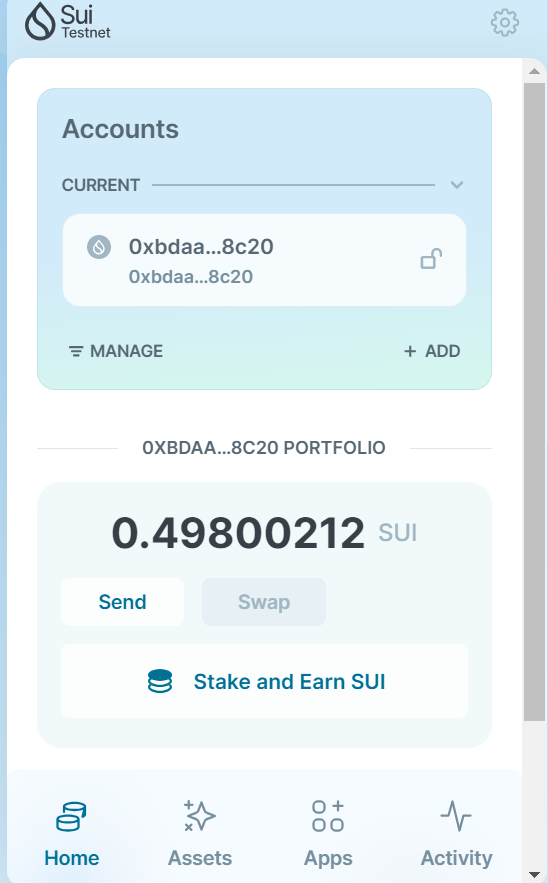 Sui
Testnet
Accounts
CURRENT
0xbdaa...8c20
0xbdaa...8c20
MANAGE
+ ADD
0XBDAA...8C20 PORTFOLIO
0.49800212 SUI
Send
Swap
Stake and Earn SUI
Home
Assets
Apps
Activity